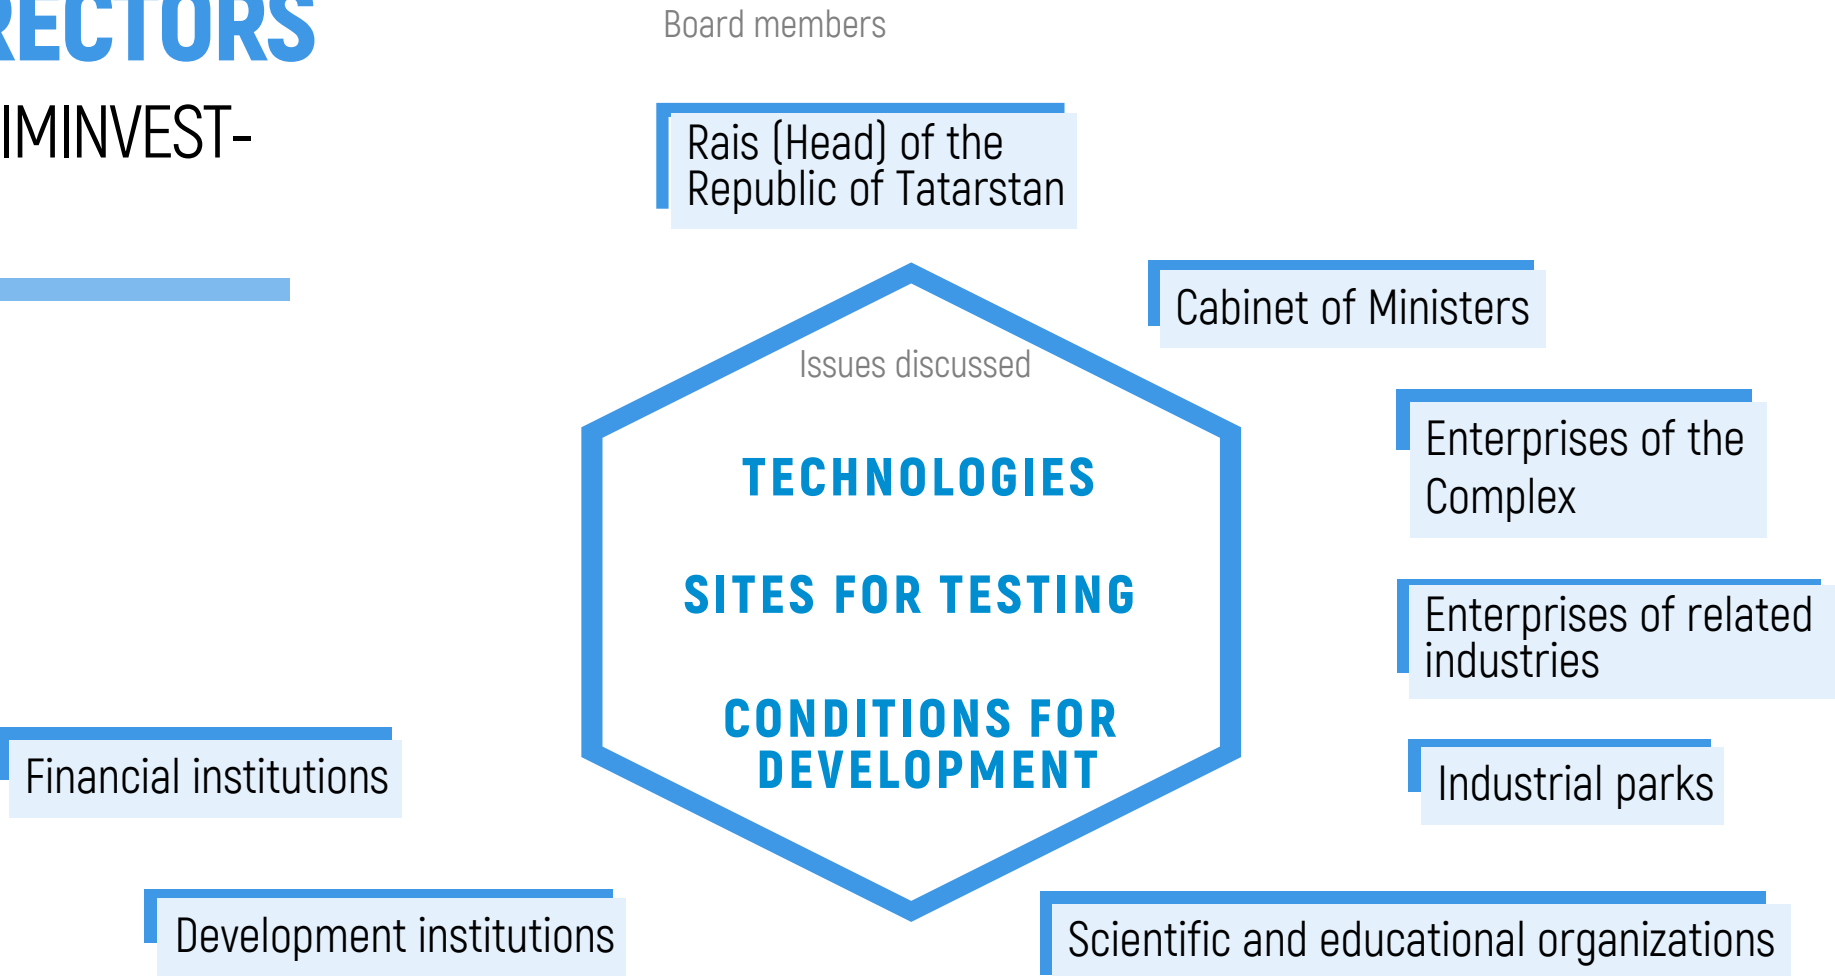 RECTORS
IMINVEST-
Board members
Rais (Head) of the
Republic of Tatarstan
Cabinet of Ministers
Issues discussed
TECHNOLOGIES
SITES FOR TESTING
CONDITIONS FOR
DEVELOPMENT
Enterprises of the
Complex
Enterprises of related
industries
Industrial parks
Financial institutions
Development institutions
Scientific and educational organizations